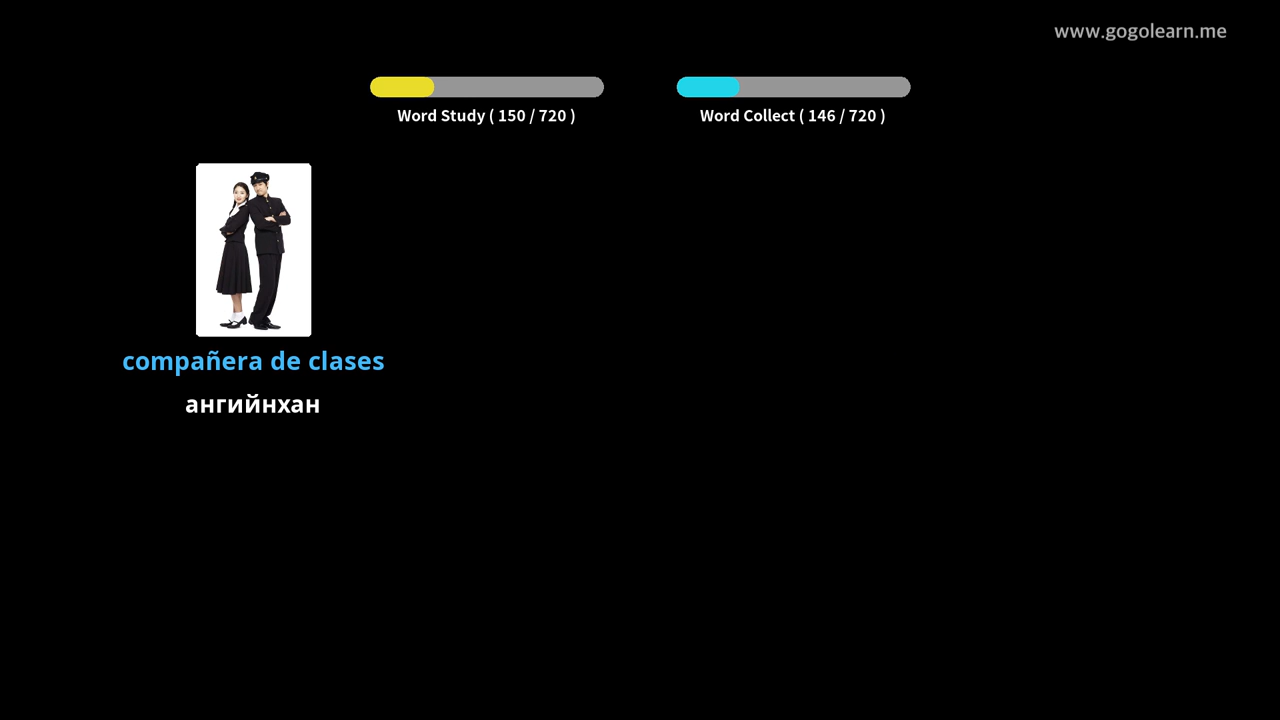 www.gogolearn.me
Word Study ( 150 / 720 )
Word Collect ( 146 / 720 )
compañera de clases
ангийнхан